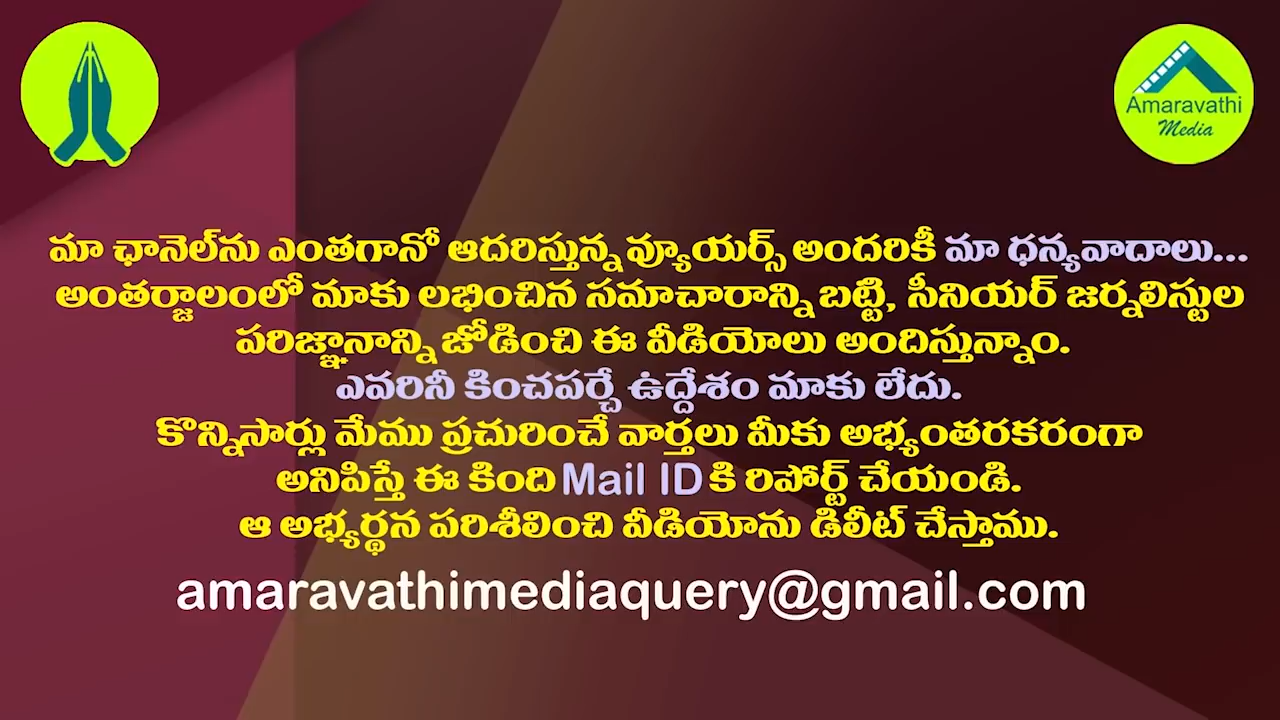 Amaravathi
Media
మా ఛానెల్‌ను ఎంతగానో ఆదరిస్తున్న వ్యూయర్స్ అందరికీ మా ధన్యవాదాలు...
అంతర్జాలంలో మాకు లభించిన సమాచారాన్ని బట్టి, సీనియర్ జర్నలిస్టుల
పరిజ్ఞానాన్ని జోడించి ఈ వీడియోలు అందిస్తున్నాం.
ఎవరినీ కించపర్చే ఉద్దేశం మాకు లేదు.
కొన్నిసార్లు మేము ప్రచురించే వార్తలు మీకు అభ్యంతరకరంగా
అనిపిస్తే ఈ కింది Mail ID కి రిపోర్ట్ చేయండి.
ఆ అభ్యర్థన పరిశీలించి వీడియోను డిలీట్ చేస్తాము.
amaravathimediaquery@gmail.com